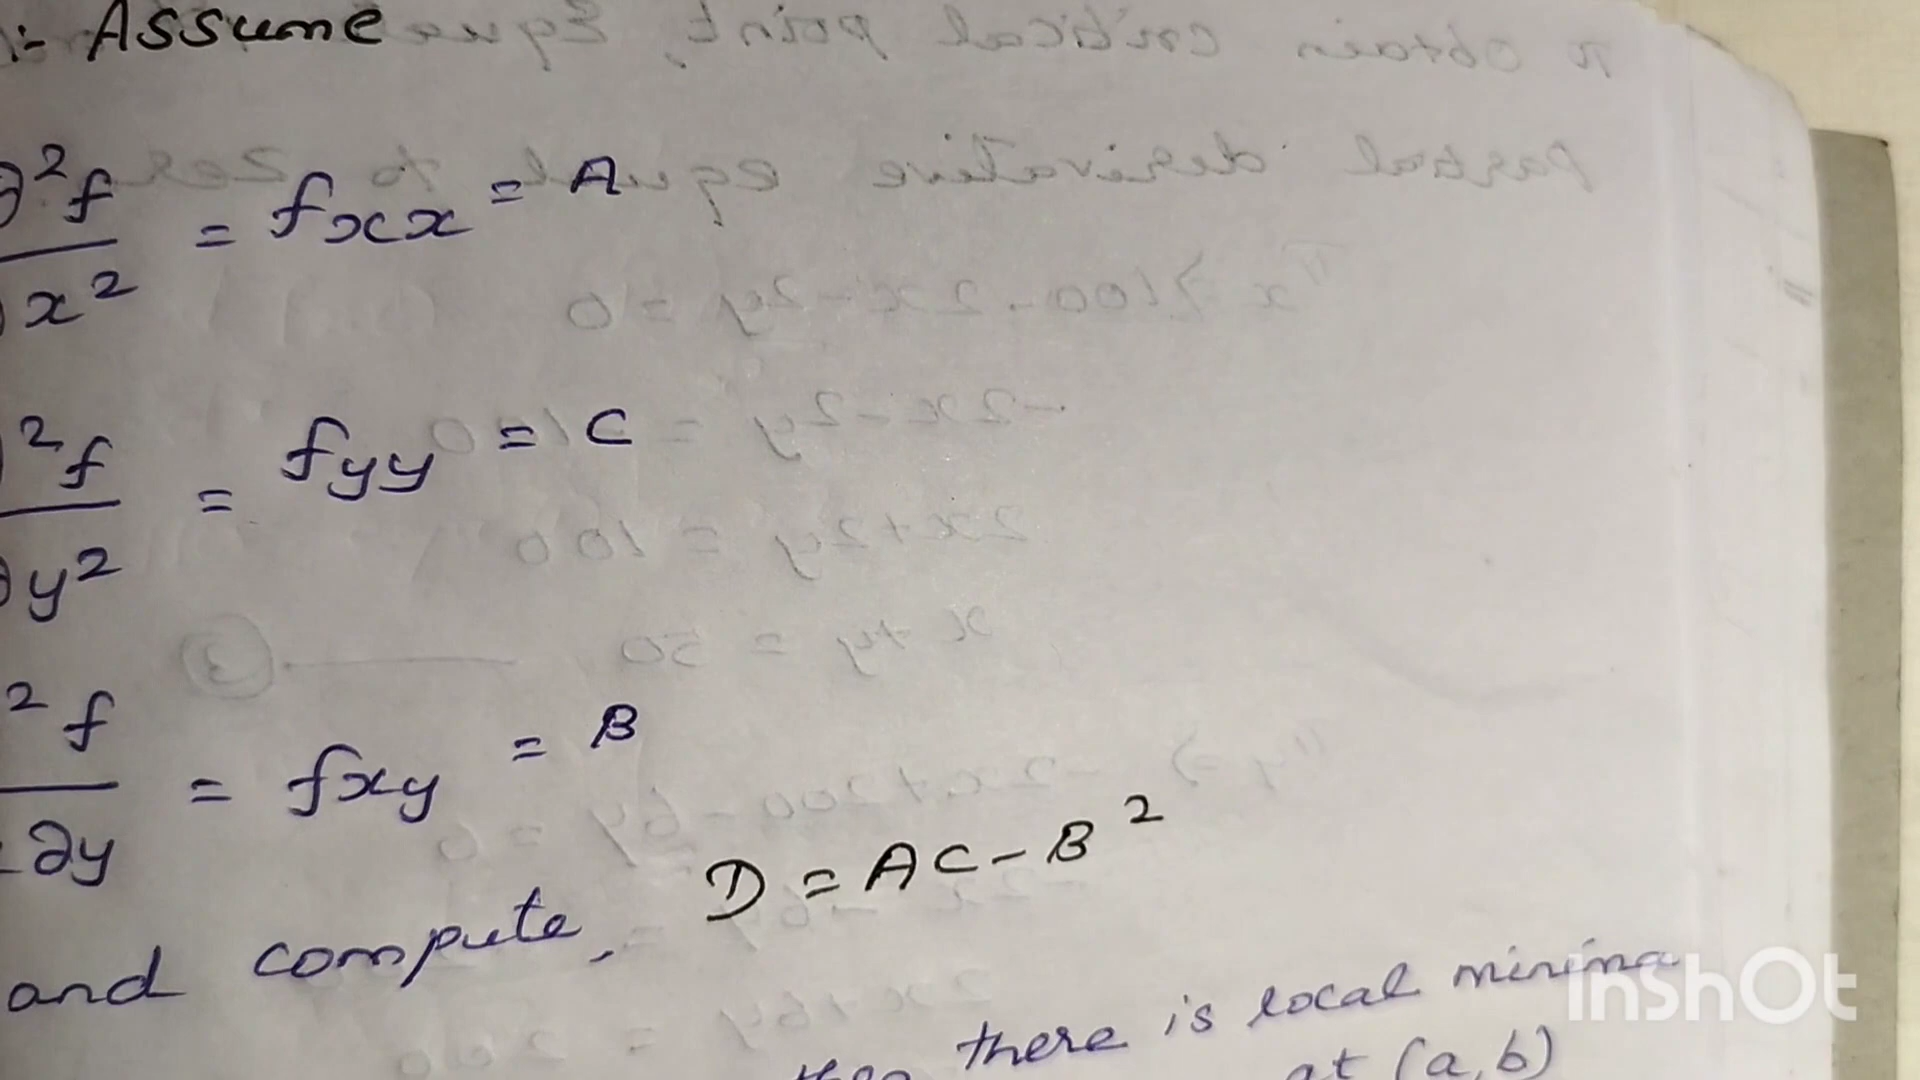 :- Assume
∂²f / x² = fxx = A
²f / ∂y² = fyy = C
²f / ∂y = fxy = B
and compute, D = AC - B²
there is local minima
at (a,b)
InShOt